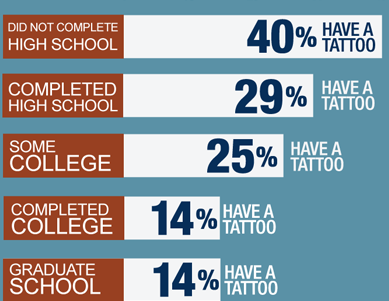 DID NOT COMPLETE
HIGH SCHOOL
40% HAVE A
TATTOO
COMPLETED
HIGH SCHOOL
29% HAVE A
TATTOO
SOME
COLLEGE
25% HAVE A
TATTOO
COMPLETED
COLLEGE
14% HAVE A
TATTOO
GRADUATE
SCHOOL
14% HAVE A
TATTOO